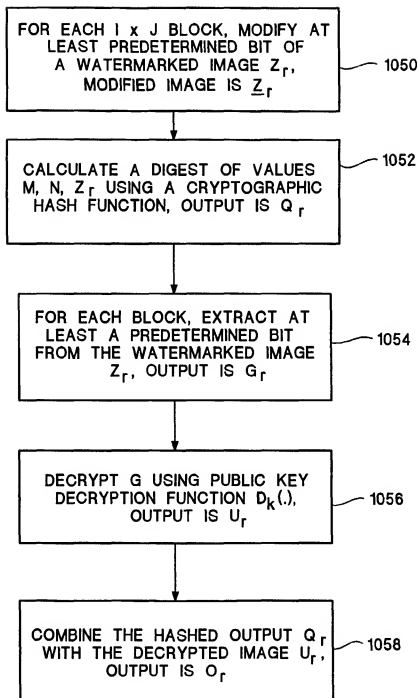 FOR EACH I x J BLOCK, MODIFY AT
LEAST PREDETERMINED BIT OF
A WATERMARKED IMAGE Zr,
MODIFIED IMAGE IS Zr
1050
CALCULATE A DIGEST OF VALUES
M, N, Zr USING A CRYPTOGRAPHIC
HASH FUNCTION, OUTPUT IS Qr
1052
FOR EACH BLOCK, EXTRACT AT
LEAST A PREDETERMINED BIT
FROM THE WATERMARKED IMAGE
Zr, OUTPUT IS Gr
1054
DECRYPT G USING PUBLIC KEY
DECRYPTION FUNCTION Dk(.),
OUTPUT IS Ur
1056
COMBINE THE HASHED OUTPUT Qr
WITH THE DECRYPTED IMAGE Ur,
OUTPUT IS Or
1058